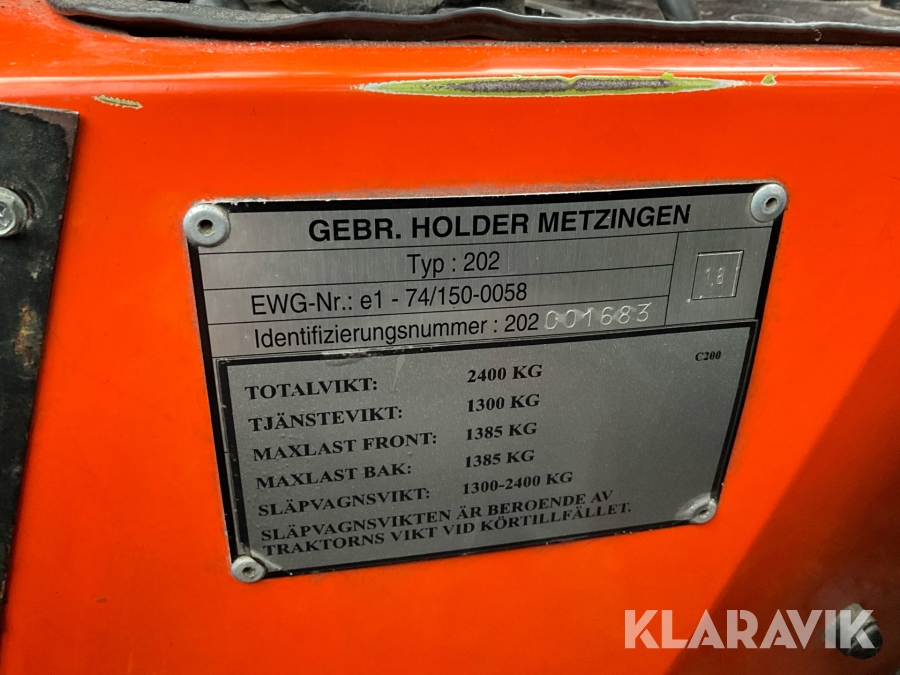 GEBR. HOLDER METZINGEN
Typ : 202
1,8
EWG-Nr.: e1 - 74/150-0058
Identifizierungsnummer : 202 001683
C200
TOTALVIKT: 2400 KG
TJÄNSTEVIKT: 1300 KG
MAXLAST FRONT: 1385 KG
MAXLAST BAK: 1385 KG
SLÄPVAGNSVIKT: 1300-2400 KG
SLÄPVAGNSVIKTEN ÄR BEROENDE AV
TRAKTORNS VIKT VID KÖRTILLFÄLLET.
KLARAVIK